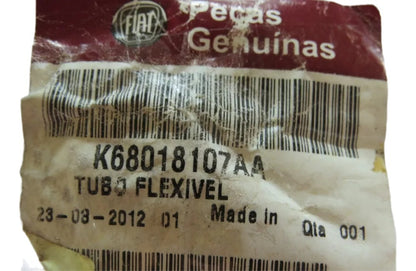 FIAT
Peças
Genuínas
K68018107AA
TUBO FLEXIVEL
23-03-2012 01 Made in Qta 001